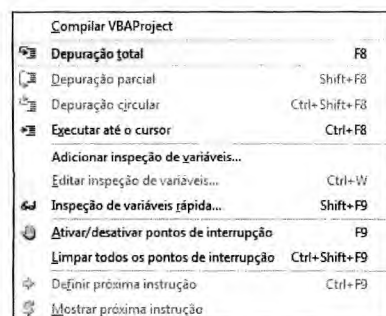 Compilar VBAProject
Depuração total F8
Depuração parcial Shift+F8
Depuração circular Ctrl+Shift+F8
Executar até o cursor Ctrl+F8
Adicionar inspeção de variáveis...
Editar inspeção de variáveis... Ctrl+W
Inspeção de variáveis rápida... Shift+F9
Ativar/desativar pontos de interrupção F9
Limpar todos os pontos de interrupção Ctrl+Shift+F9
Definir próxima instrução Ctrl+F9
Mostrar próxima instrução